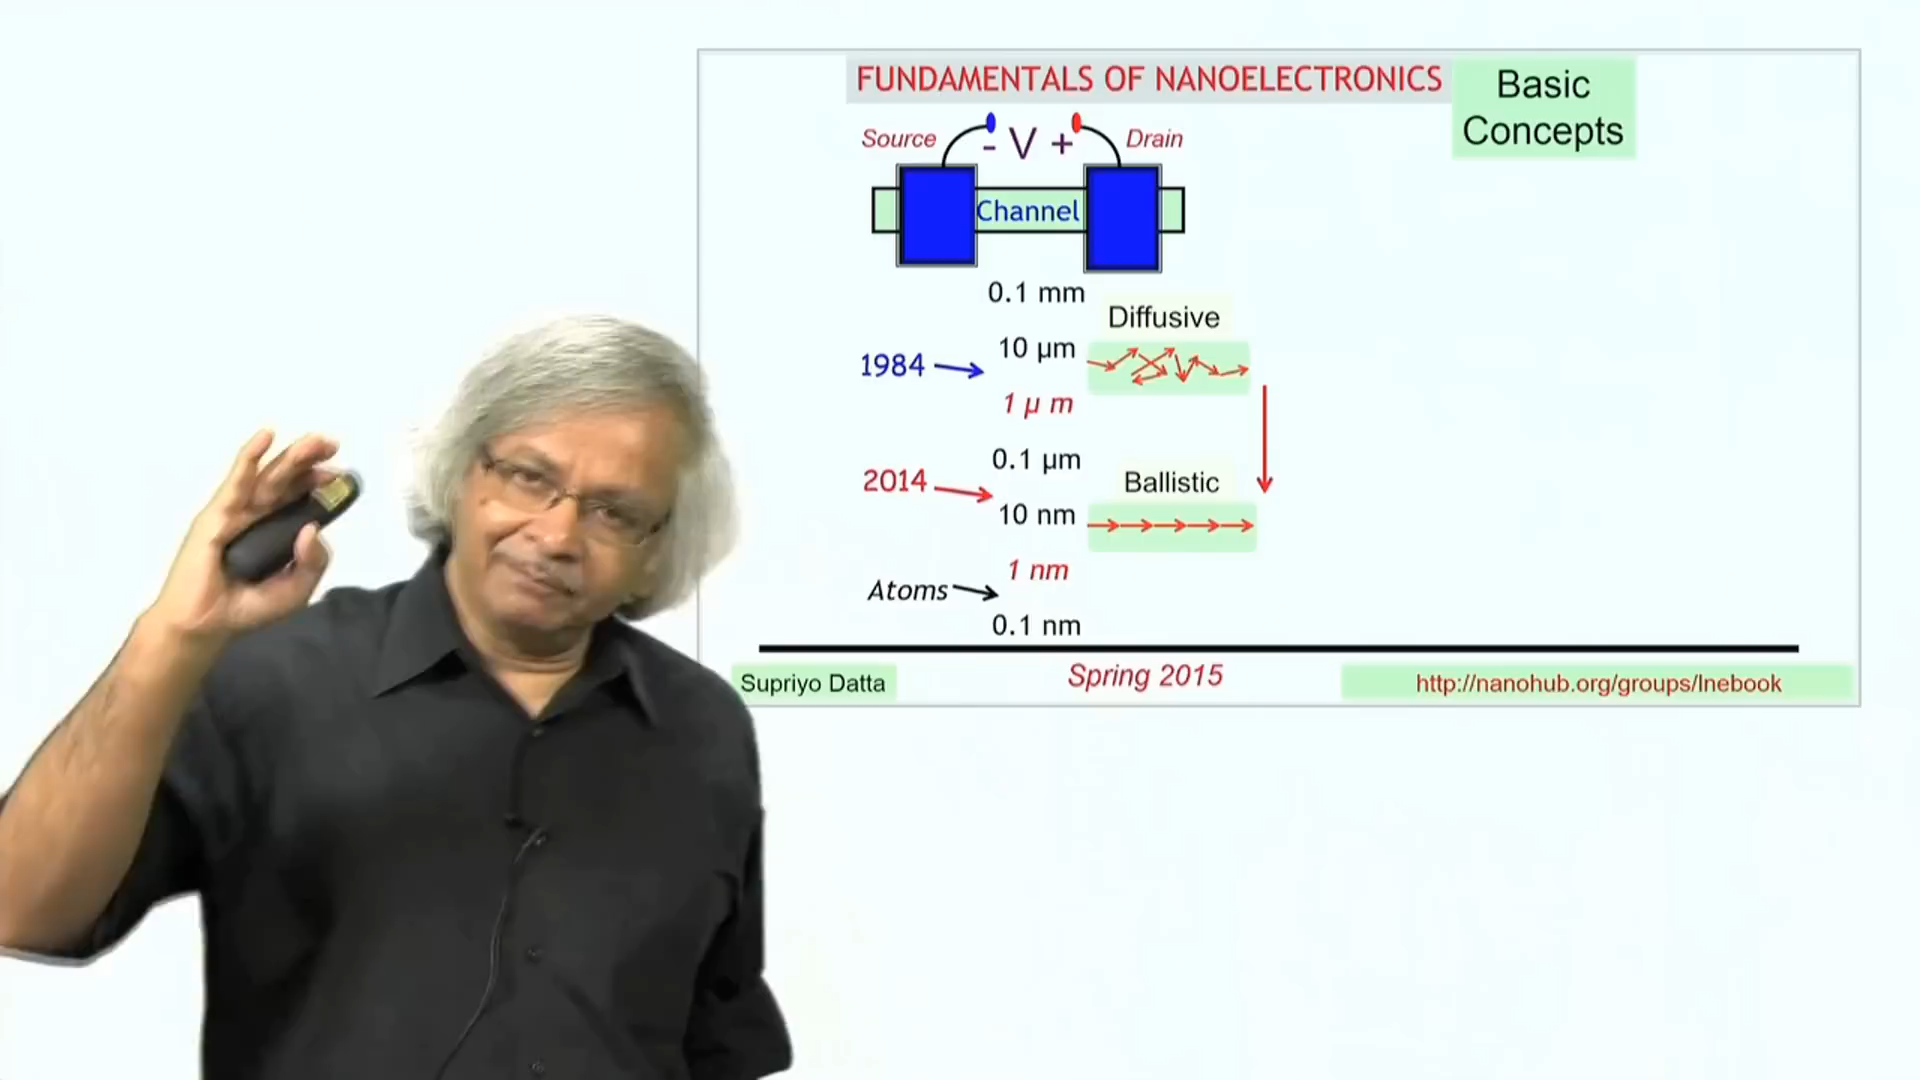 FUNDAMENTALS OF NANOELECTRONICS
Basic
Concepts
Source
- V +
Drain
Channel
0.1 mm
Diffusive
10 µm
1984
1 µ m
0.1 µm
2014
Ballistic
10 nm
1 nm
Atoms
0.1 nm
Supriyo Datta
Spring 2015
http://nanohub.org/groups/lnebook